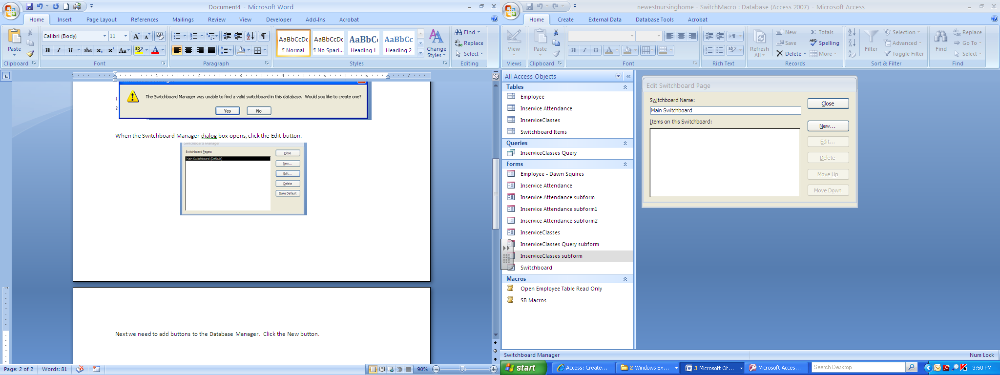 Document4 - Microsoft Word
Home Insert Page Layout References Mailings Review View Developer Add-Ins Acrobat
Paste
Clipboard
Calibri (Body) 11
B I U abc x₂ x² Aa
Font
Paragraph
AaBbCcDc AaBbCcDc AaBbCc AaBbCc
¶ Normal ¶ No Spaci... Heading 1 Heading 2
Change Styles
Styles
Find
Replace
Select
Editing
1 1 2 3 4 5 6 7
The Switchboard Manager was unable to find a valid switchboard in this database. Would you like to create one?
Yes No
When the Switchboard Manager dialog box opens, click the Edit button.
Switchboard Manager
Switchboard Pages:
Main Switchboard (Default)
Close
New...
Edit...
Delete
Make Default
Next we need to add buttons to the Database Manager. Click the New button.
Page: 2 of 2 Words: 81 90%
newestnursinghome - SwitchMacro : Database (Access 2007) - Microsoft Access
Home Create External Data Database Tools Acrobat
View
Views
Paste
Clipboard
B I U A
Font
Rich Text
Refresh All
New
Save
Delete
Totals
Spelling
More
Records
Filter
Selection
Advanced
Toggle Filter
Sort & Filter
Find
Replace
Go To
Select
Find
All Access Objects
Tables
Employee
Inservice Attendance
InserviceClasses
Switchboard Items
Queries
InserviceClasses Query
Forms
Employee - Dawn Squires
Inservice Attendance
Inservice Attendance subform
Inservice Attendance subform1
Inservice Attendance subform2
InserviceClasses
InserviceClasses Query subform
InserviceClasses subform
Switchboard
Macros
Open Employee Table Read Only
SB Macros
Edit Switchboard Page
Switchboard Name:
Main Switchboard
Items on this Switchboard:
Close
New...
Edit...
Delete
Move Up
Move Down
Switchboard Manager Num Lock
start Access: Create... 2 Windows Ex... 3 Microsoft Of... Microsoft Acces... Search Desktop 3:50 PM